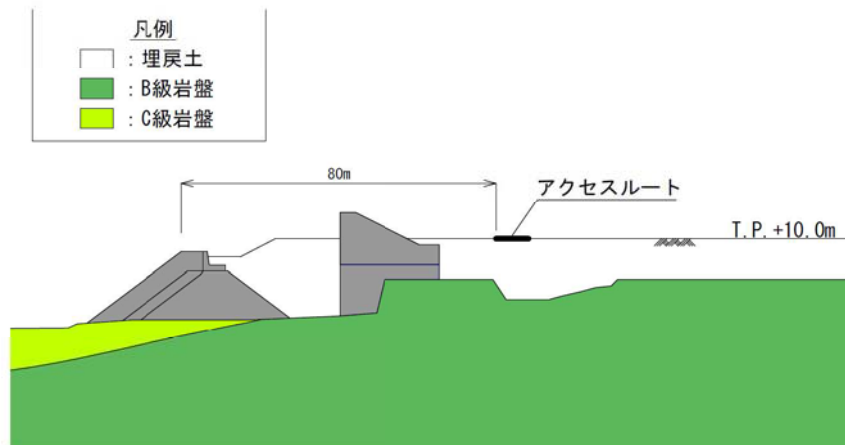 凡例
：埋戻土
：B級岩盤
：C級岩盤
80m
アクセスルート
T.P.+10.0m